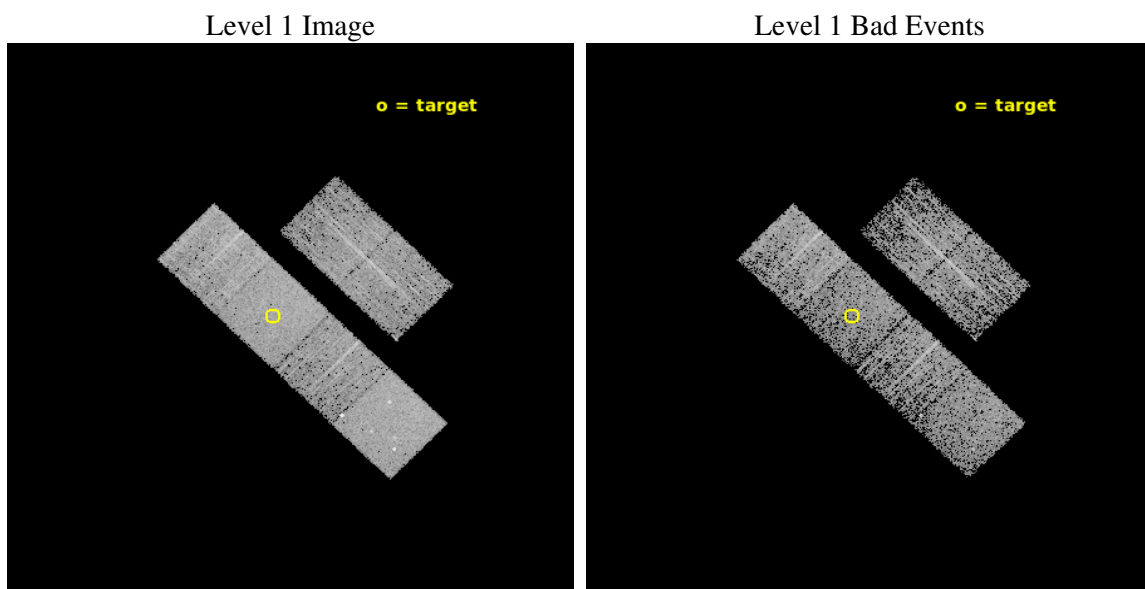 Level 1 Image
Level 1 Bad Events
o = target
o = target